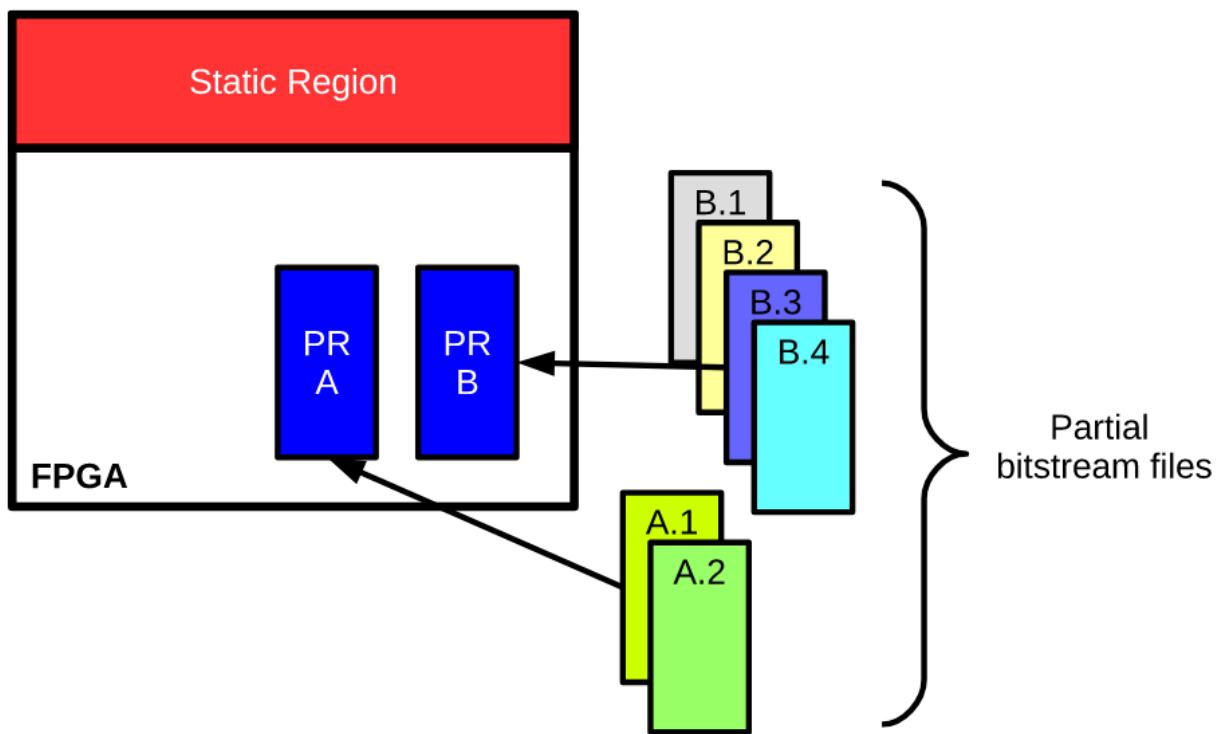 Static Region
B.1
B.2
B.3
B.4
PR
A
PR
B
Partial
bitstream files
FPGA
A.1
A.2